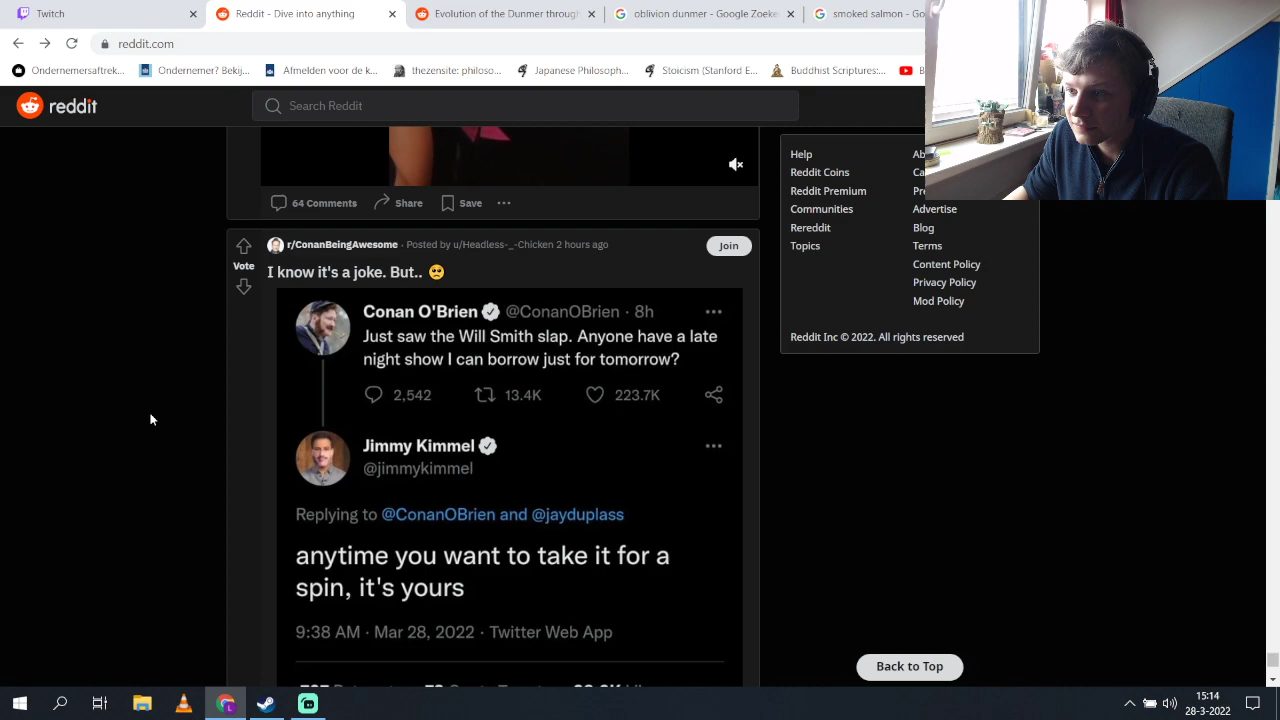 Twitch
Reddit - Dive into anything
Evolution of the Dunmer through
oblivion dunmer - Google Zoeke
smoked salmon - Go
reddit.com
Ondernemersaftrek...
Ondernemer? Bekij...
Afmelden voor de k...
thezensite: philoso...
Japanese Philosoph...
Stoicism (Stanford E...
Buddhist Scriptures:...
reddit
Search Reddit
64 Comments
Share
Save
Help
Reddit Coins
Reddit Premium
Communities
Advertise
Rereddit
Blog
Topics
Terms
Content Policy
Privacy Policy
Mod Policy
Reddit Inc © 2022. All rights reserved
r/ConanBeingAwesome · Posted by u/Headless-_-Chicken 2 hours ago
Join
Vote
I know it's a joke. But.. 🥺
Conan O'Brien @ConanOBrien · 8h
Just saw the Will Smith slap. Anyone have a late
night show I can borrow just for tomorrow?
2,542 13.4K 223.7K
Jimmy Kimmel
@jimmykimmel
Replying to @ConanOBrien and @jayduplass
anytime you want to take it for a
spin, it's yours
9:38 AM · Mar 28, 2022 · Twitter Web App
Back to Top
15:14
28-3-2022